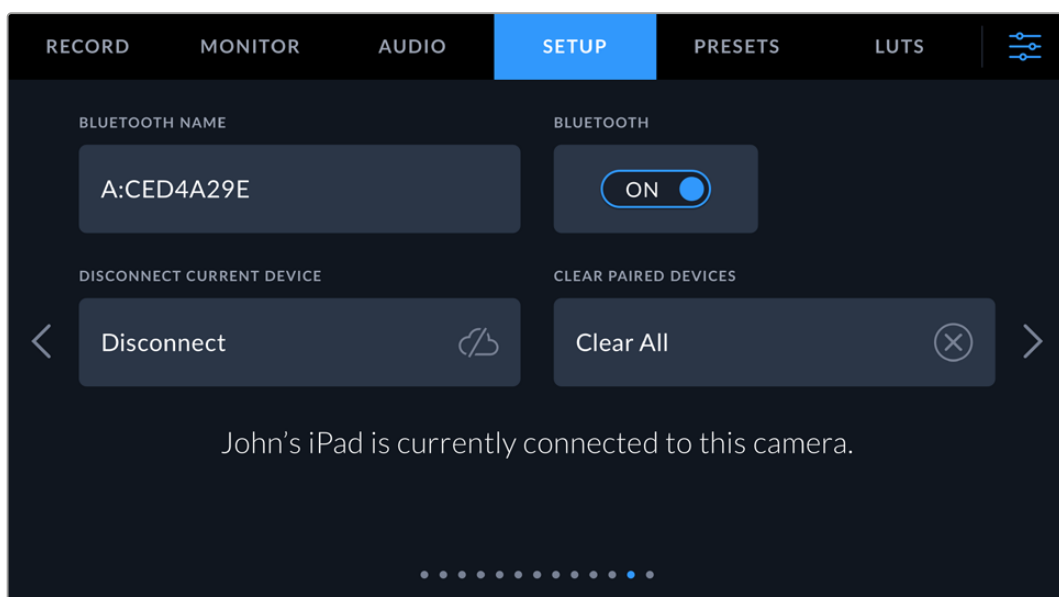 RECORD MONITOR AUDIO SETUP PRESETS LUTS
BLUETOOTH NAME BLUETOOTH
A:CED4A29E ON
DISCONNECT CURRENT DEVICE CLEAR PAIRED DEVICES
Disconnect Clear All
John’s iPad is currently connected to this camera.